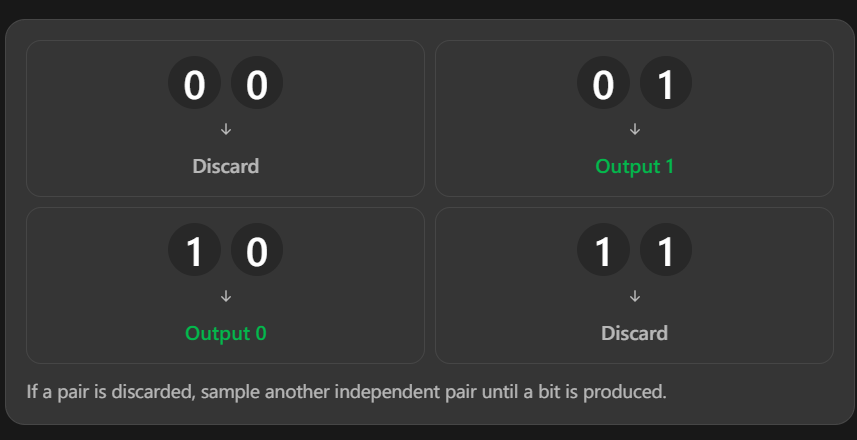 0 0 0 1
↓ ↓
Discard Output 1
1 0 1 1
↓ ↓
Output 0 Discard
If a pair is discarded, sample another independent pair until a bit is produced.